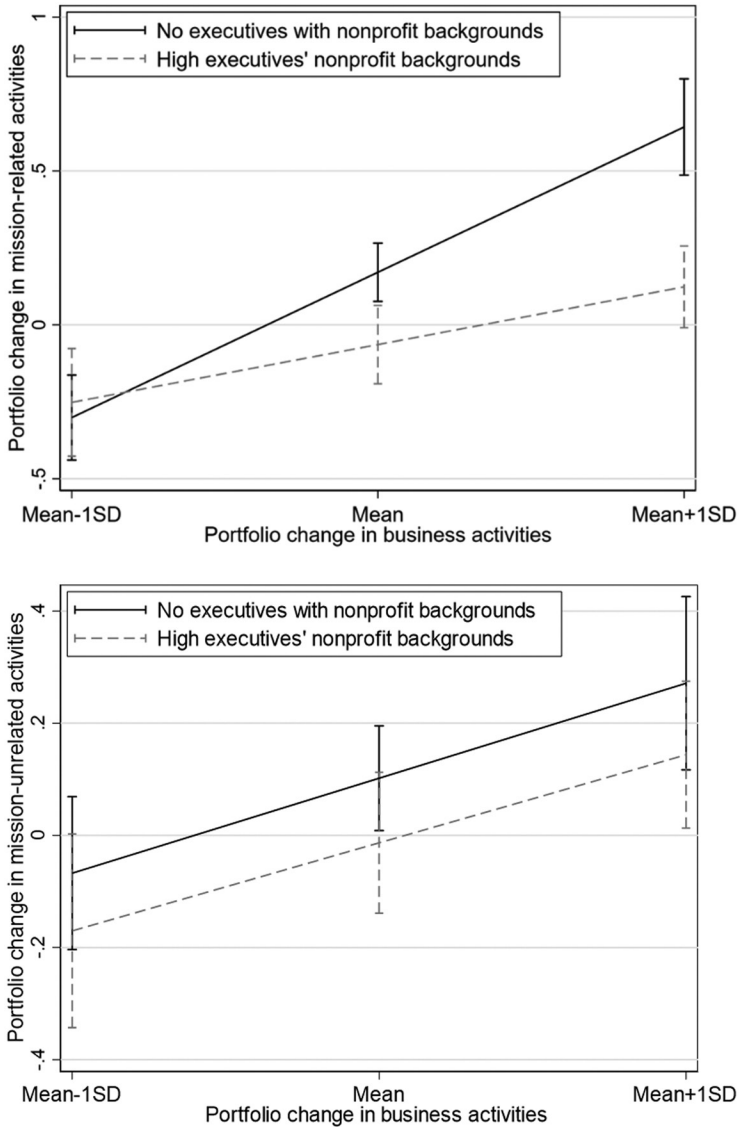 No executives with nonprofit backgrounds
High executives' nonprofit backgrounds
Portfolio change in mission-related activities
1
.5
0
-.5
Mean-1SD Mean Mean+1SD
Portfolio change in business activities
No executives with nonprofit backgrounds
High executives' nonprofit backgrounds
Portfolio change in mission-unrelated activities
.4
.2
0
-.2
-.4
Mean-1SD Mean Mean+1SD
Portfolio change in business activities